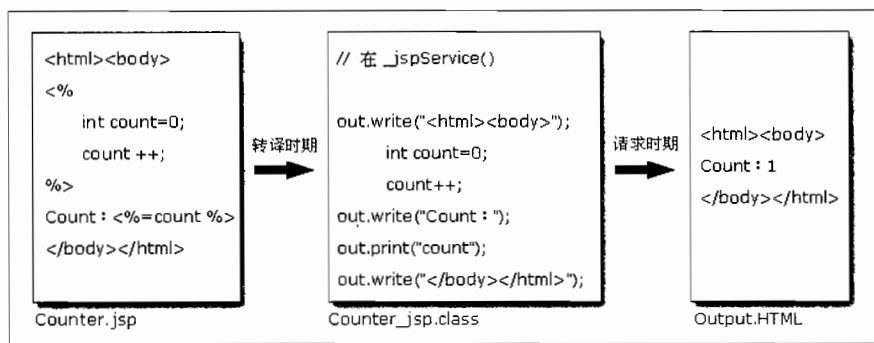 <html><body>
<%
int count=0;
count ++;
%>
Count：<%=count %>
</body></html>
Counter.jsp
转译时期
// 在 _jspService()
out.write("<html><body>");
int count=0;
count++;
out.write("Count：");
out.print("count");
out.write("</body></html>");
Counter_jsp.class
请求时期
<html><body>
Count：1
</body></html>
Output.HTML